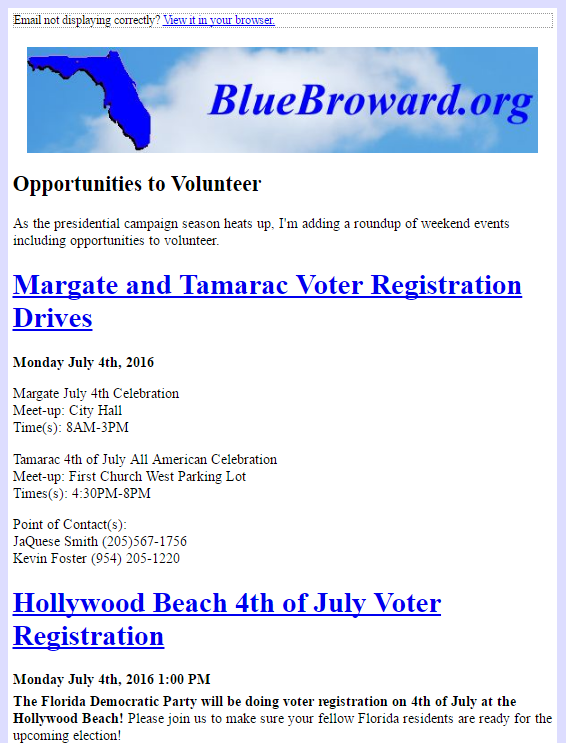 Email not displaying correctly? View it in your browser.
BlueBroward.org
Opportunities to Volunteer
As the presidential campaign season heats up, I'm adding a roundup of weekend events
including opportunities to volunteer.
Margate and Tamarac Voter Registration
Drives
Monday July 4th, 2016
Margate July 4th Celebration
Meet-up: City Hall
Time(s): 8AM-3PM
Tamarac 4th of July All American Celebration
Meet-up: First Church West Parking Lot
Times(s): 4:30PM-8PM
Point of Contact(s):
JaQuese Smith (205)567-1756
Kevin Foster (954) 205-1220
Hollywood Beach 4th of July Voter
Registration
Monday July 4th, 2016 1:00 PM
The Florida Democratic Party will be doing voter registration on 4th of July at the
Hollywood Beach! Please join us to make sure your fellow Florida residents are ready for the
upcoming election!